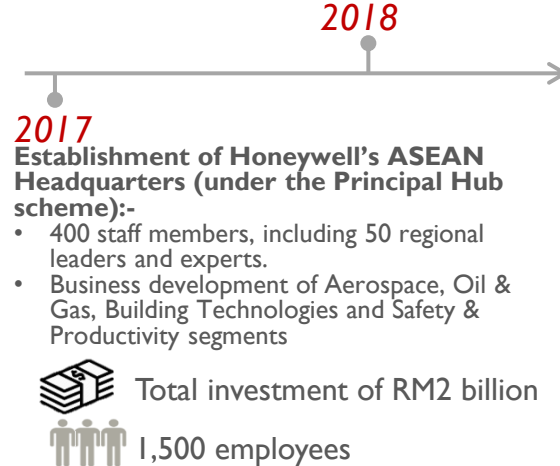 2018
2017
Establishment of Honeywell's ASEAN
Headquarters (under the Principal Hub
scheme):-
• 400 staff members, including 50 regional
leaders and experts.
• Business development of Aerospace, Oil &
Gas, Building Technologies and Safety &
Productivity segments
Total investment of RM2 billion
1,500 employees